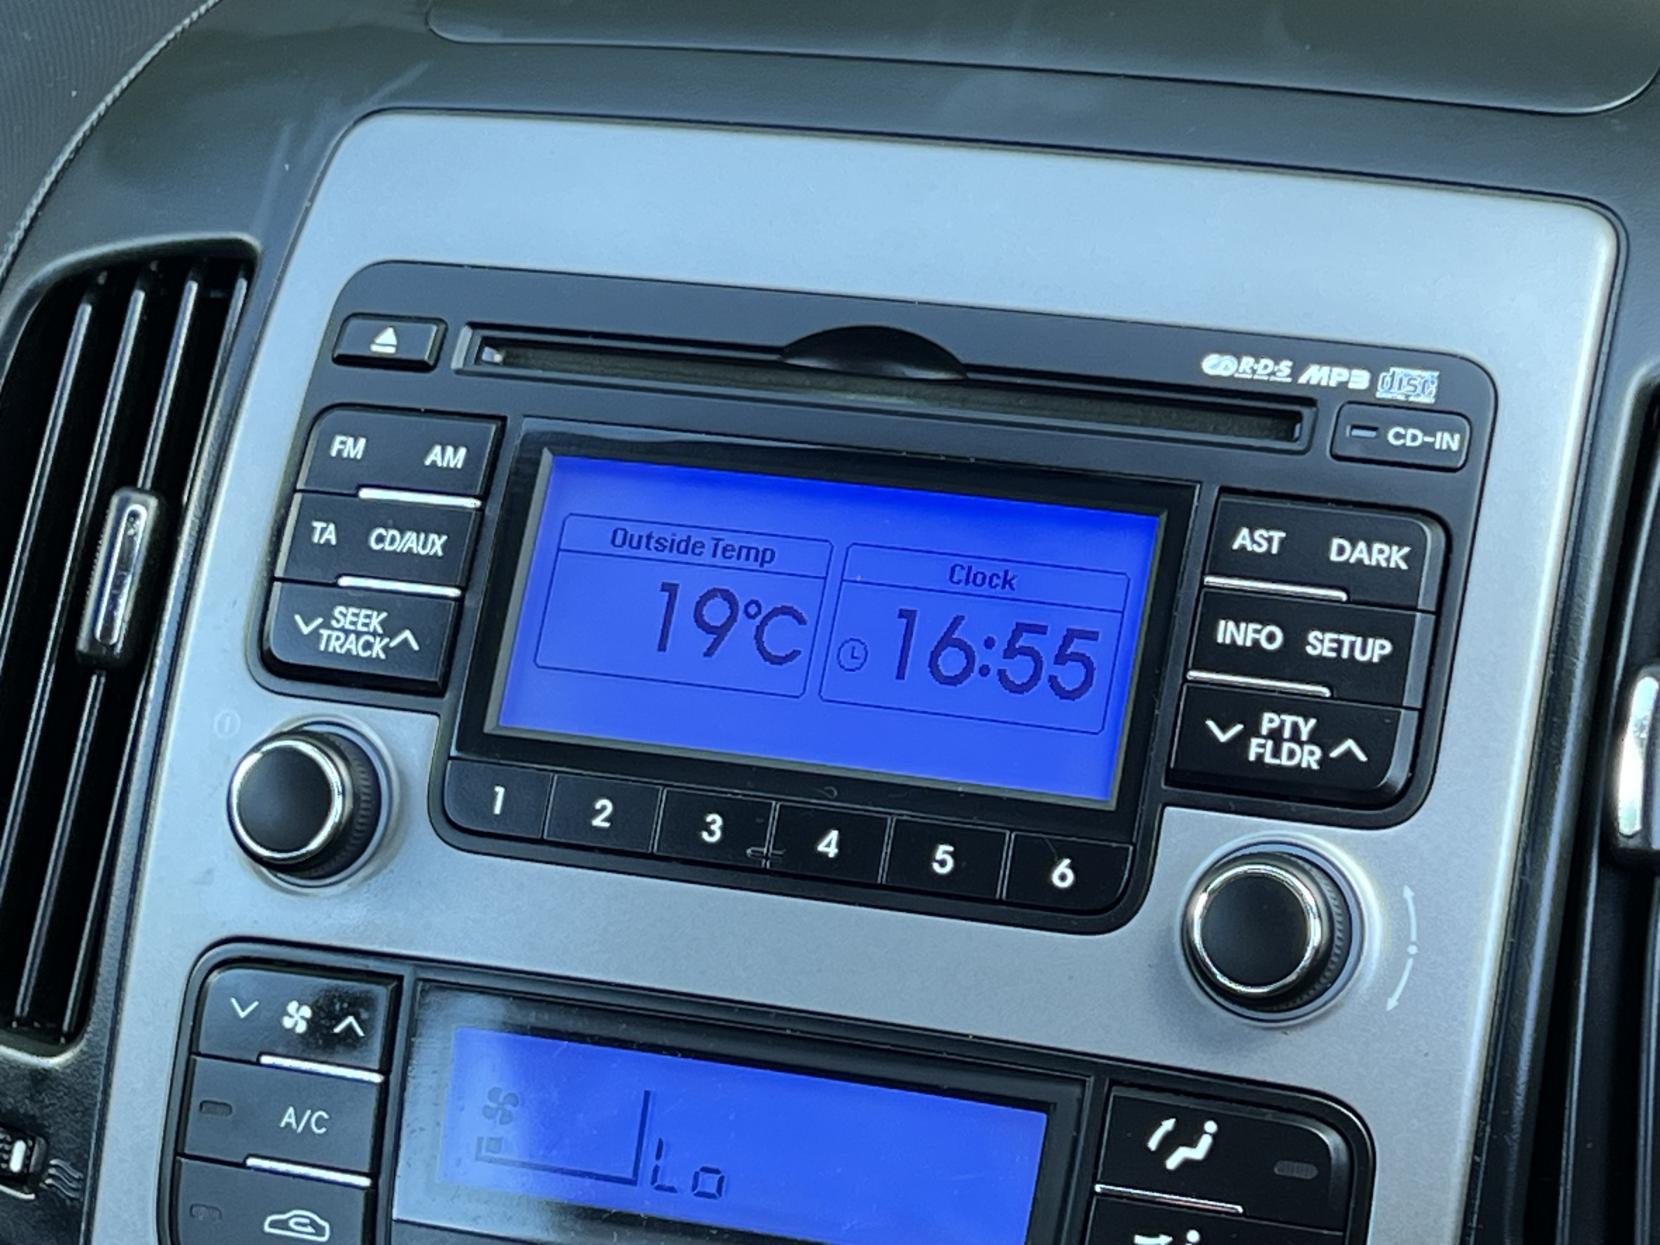 R·D·S MP3 disc
CD-IN
FM AM
TA CD/AUX
SEEK
TRACK
Outside Temp
19°C
Clock
16:55
AST DARK
INFO SETUP
PTY
FLDR
1 2 3 4 5 6
A/C
Lo